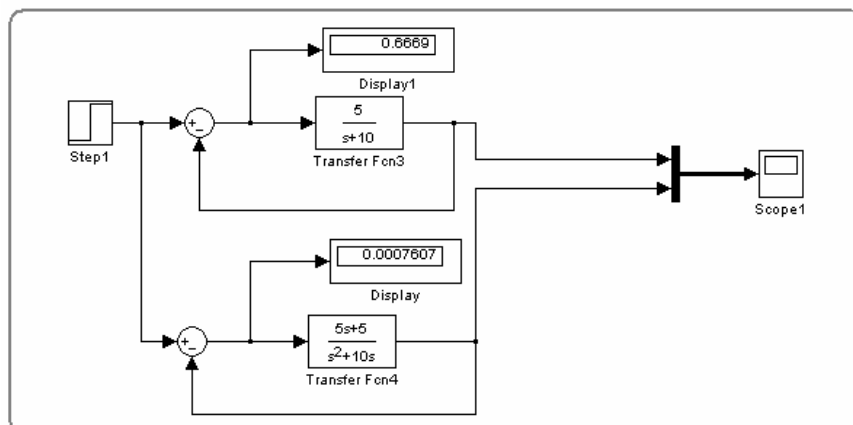 0.6669
Display1
+
−
5
s+10
Step1
Transfer Fcn3
Scope1
0.0007607
Display
+
−
5s+5
s²+10s
Transfer Fcn4